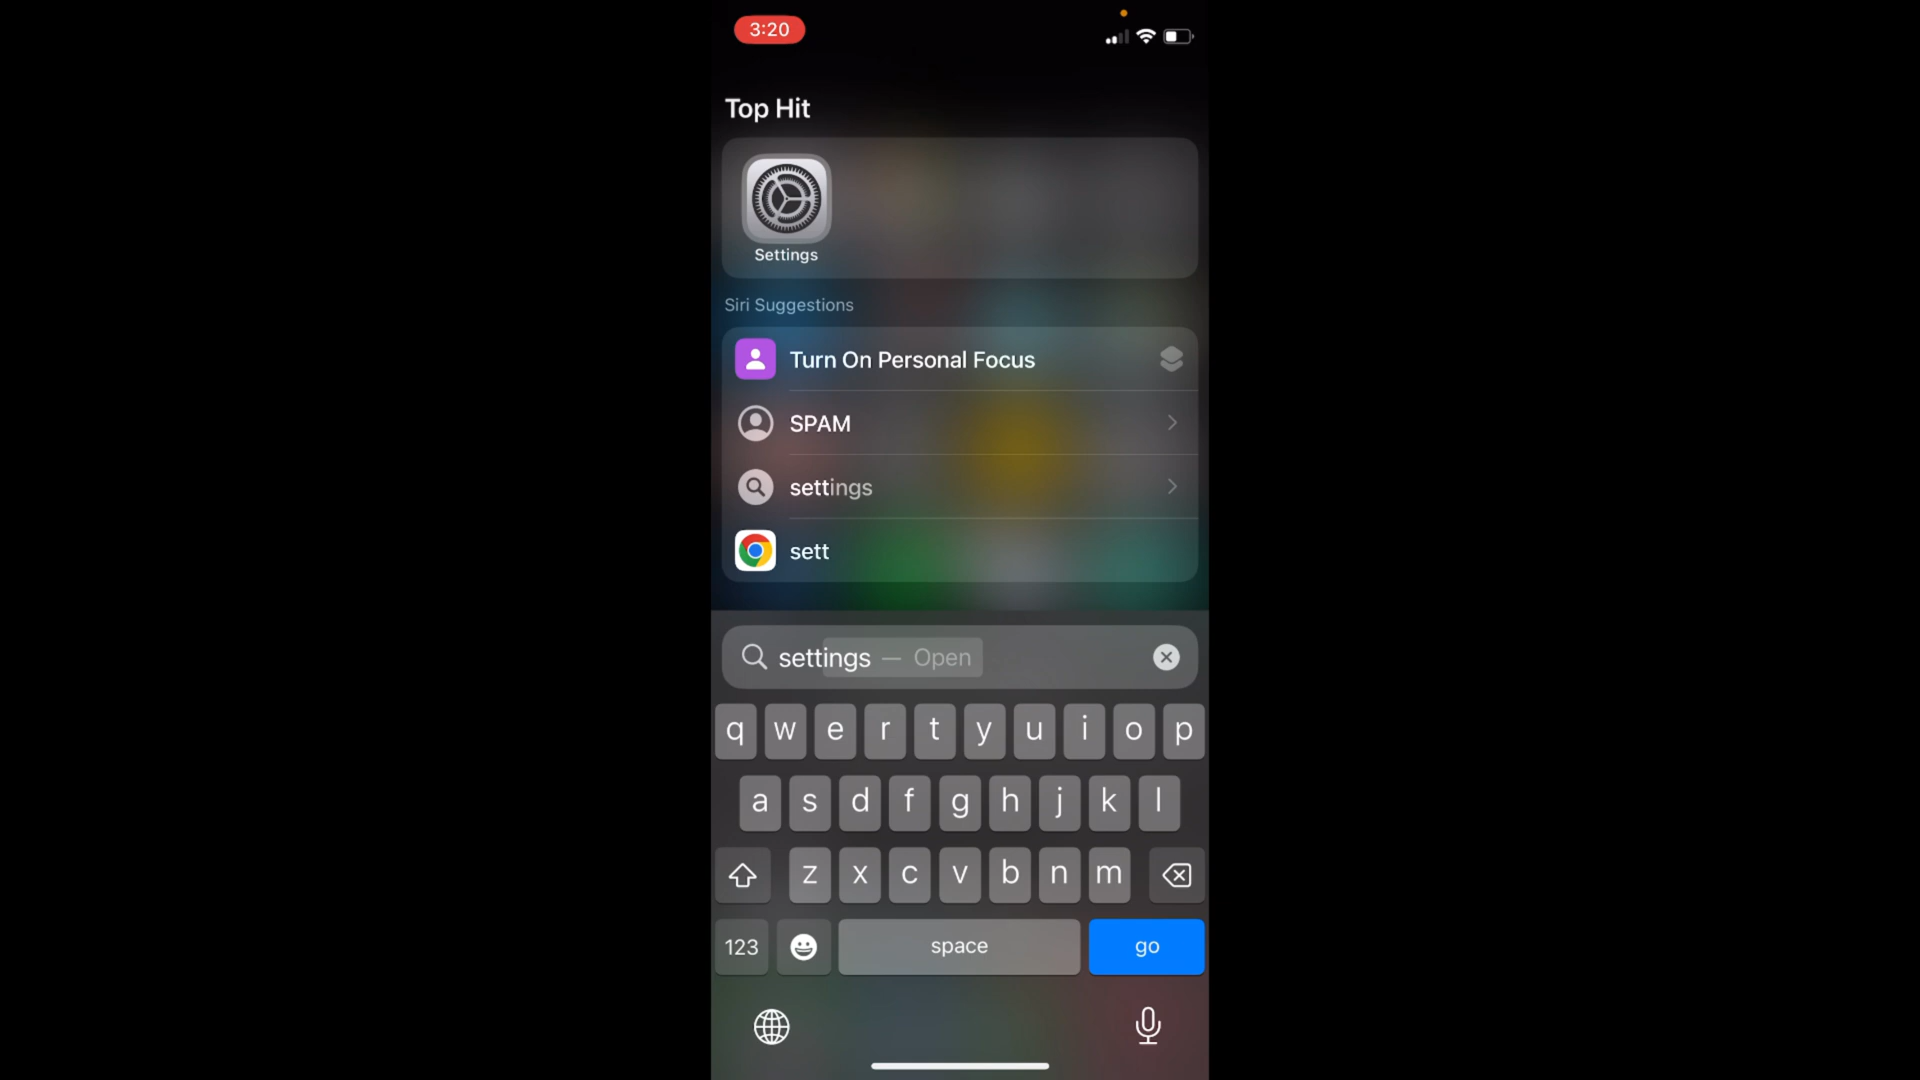 3:20
Top Hit
Settings
Siri Suggestions
Turn On Personal Focus
SPAM
settings
sett
settings — Open
q w e r t y u i o p
a s d f g h j k l
z x c v b n m
123 space go